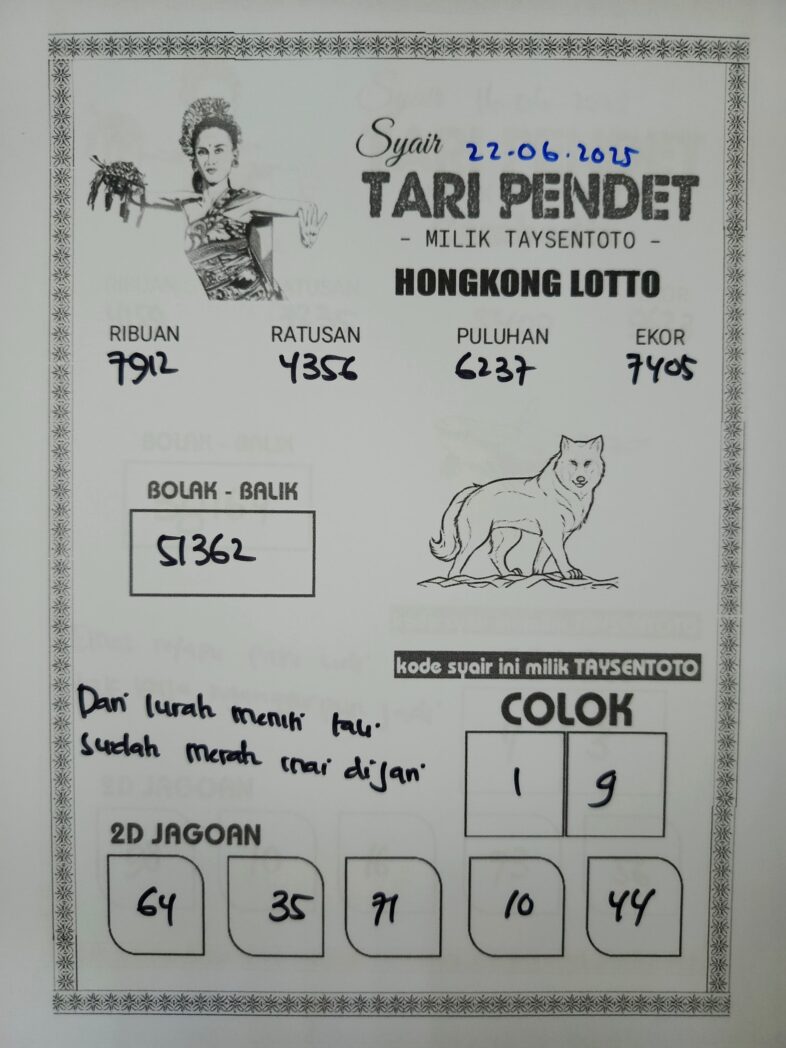 Syair 22.06.2025
TARI PENDET
- MILIK TAYSENTOTO -
HONGKONG LOTTO
RIBUAN RATUSAN PULUHAN EKOR
7912 4356 6237 7405
BOLAK - BALIK
51362
kode syair ini milik TAYSENTOTO
Dari lurah meniti tali
sudah merah mai dijari
COLOK
1 9
2D JAGOAN
64 35 71 10 44